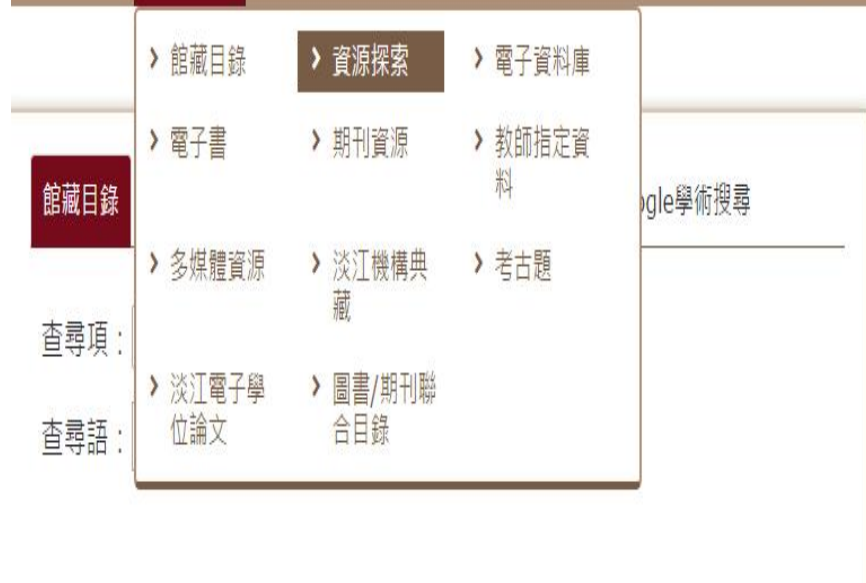 館藏目錄
資源探索
電子資料庫
電子書
期刊資源
教師指定資
料
館藏目錄
gle學術搜尋
多媒體資源
淡江機構典
藏
考古題
查尋項：
淡江電子學
位論文
圖書/期刊聯
合目錄
查尋語：